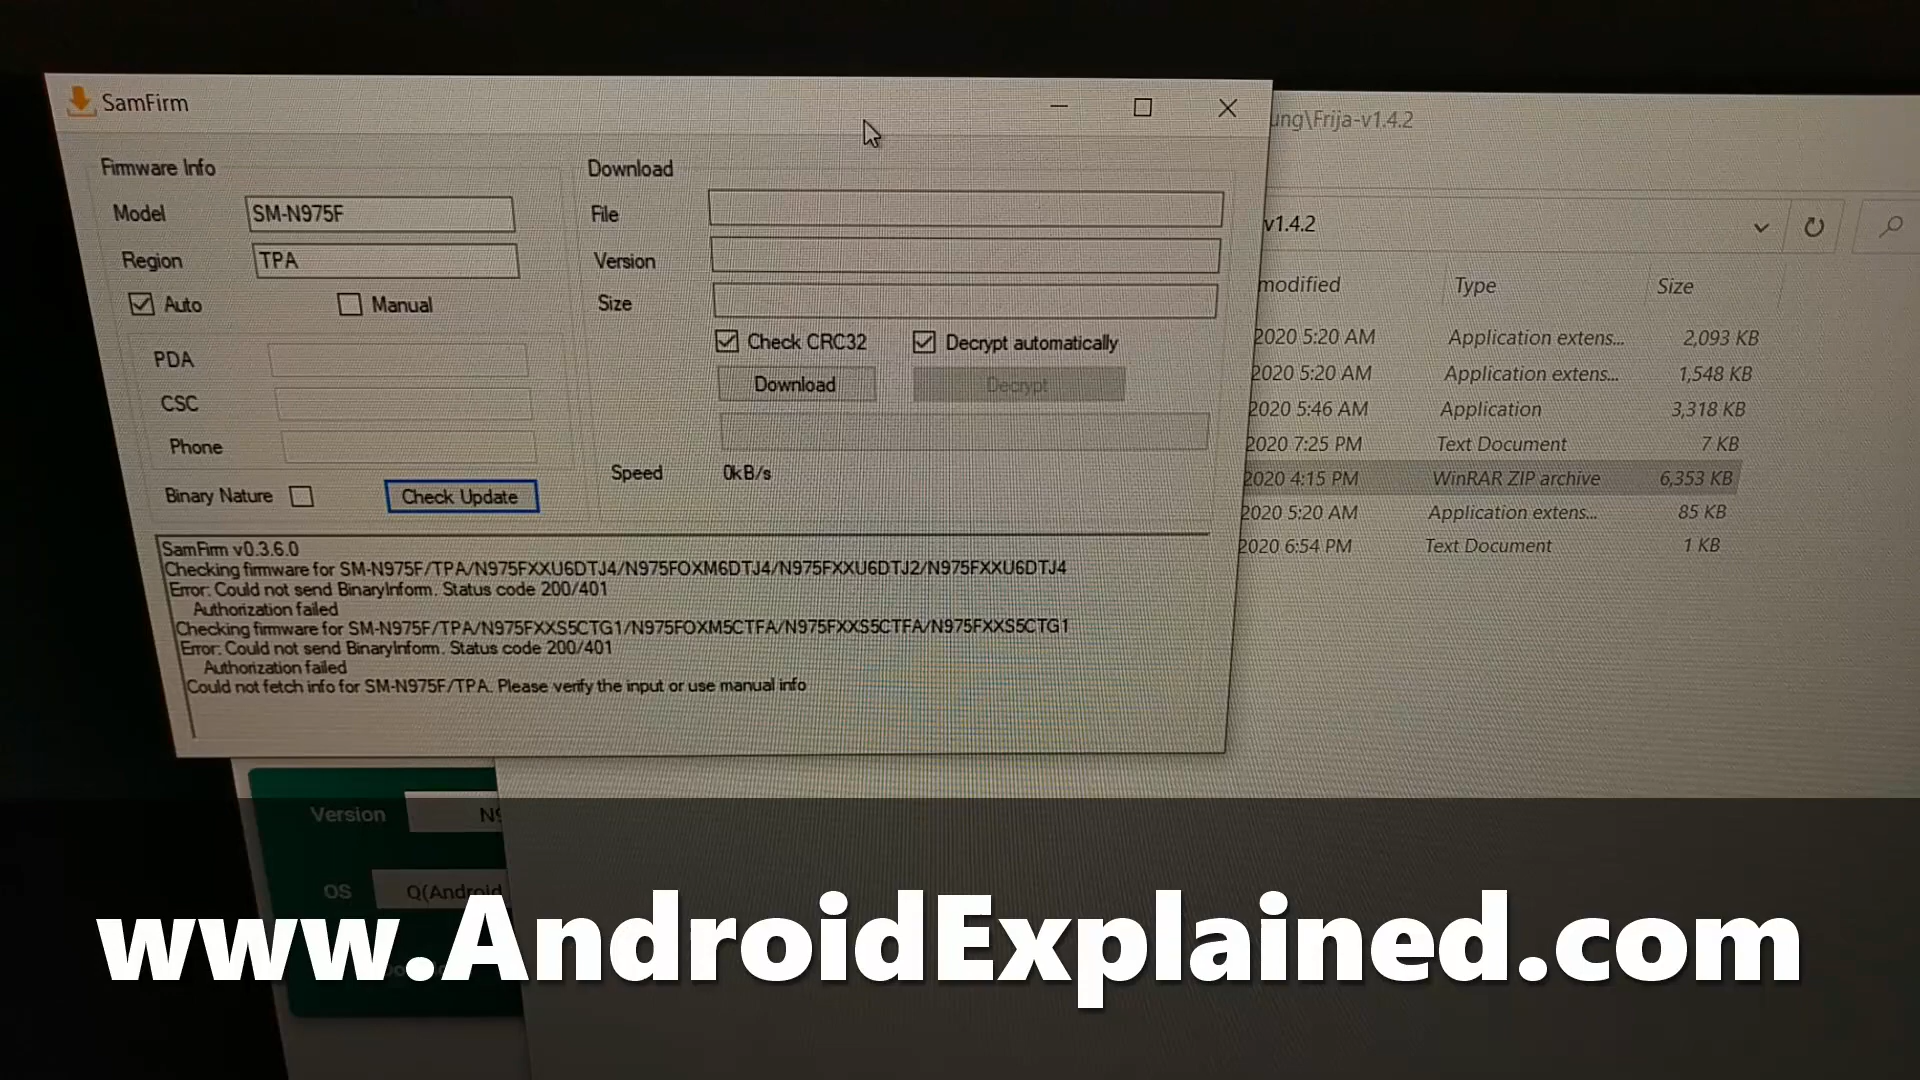 SamFirm
ung\Frija-v1.4.2
Firmware Info
Download
Model SM-N975F
File
v1.4.2
Region TPA
Version
Auto Manual
Size
modified Type Size
PDA
Check CRC32 Decrypt automatically
2020 5:20 AM Application extens... 2,093 KB
Download Decrypt
2020 5:20 AM Application extens... 1,548 KB
CSC
2020 5:46 AM Application 3,318 KB
Phone
2020 7:25 PM Text Document 7 KB
Speed 0kB/s
2020 4:15 PM WinRAR ZIP archive 6,353 KB
Binary Nature Check Update
2020 5:20 AM Application extens... 85 KB
2020 6:54 PM Text Document 1 KB
SamFirm v0.3.6.0
Checking firmware for SM-N975F/TPA/N975FXXU6DTJ4/N975FOXM6DTJ4/N975FXXU6DTJ2/N975FXXU6DTJ4
Error: Could not send BinaryInform. Status code 200/401
Authorization failed
Checking firmware for SM-N975F/TPA/N975FXXS5CTG1/N975FOXM5CTFA/N975FXXS5CTFA/N975FXXS5CTG1
Error: Could not send BinaryInform. Status code 200/401
Authorization failed
Could not fetch info for SM-N975F/TPA. Please verify the input or use manual info
Version N9
OS Q(Android
www.AndroidExplained.com